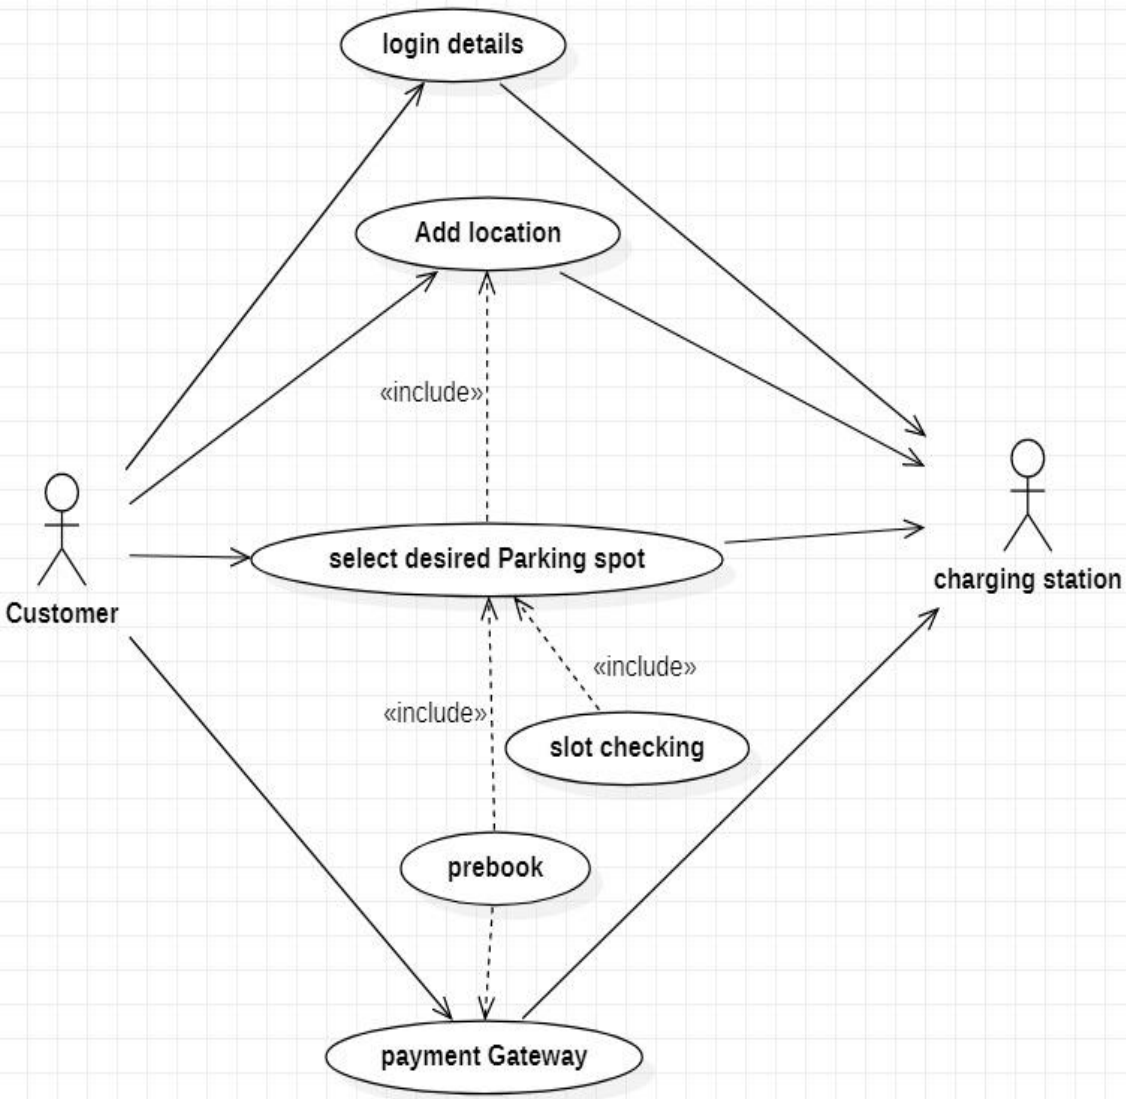 login details
Add location
«include»
select desired Parking spot
charging station
Customer
«include»
«include»
slot checking
prebook
payment Gateway